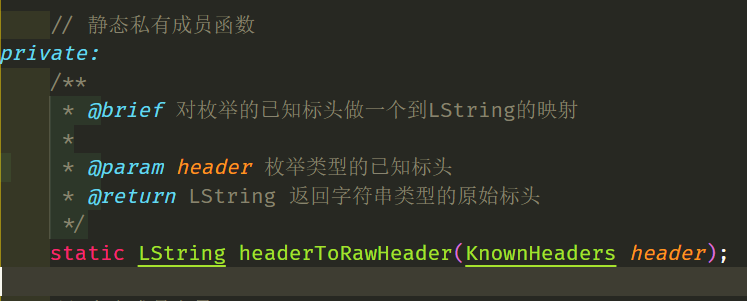 // 静态私有成员函数
private:
/**
* @brief 对枚举的已知标头做一个到LString的映射
*
* @param header 枚举类型的已知标头
* @return LString 返回字符串类型的原始标头
*/
static LString headerToRawHeader(KnownHeaders header);